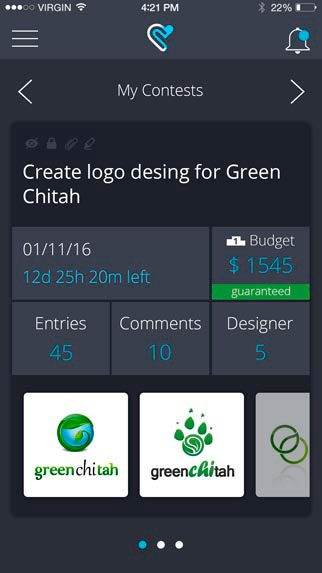 VIRGIN 4:21 PM 22%
My Contests
Create logo desing for Green
Chitah
01/11/16
12d 25h 20m left
1 Budget
$ 1545
guaranteed
Entries Comments Designer
45 10 5
greenchitah greenchitah